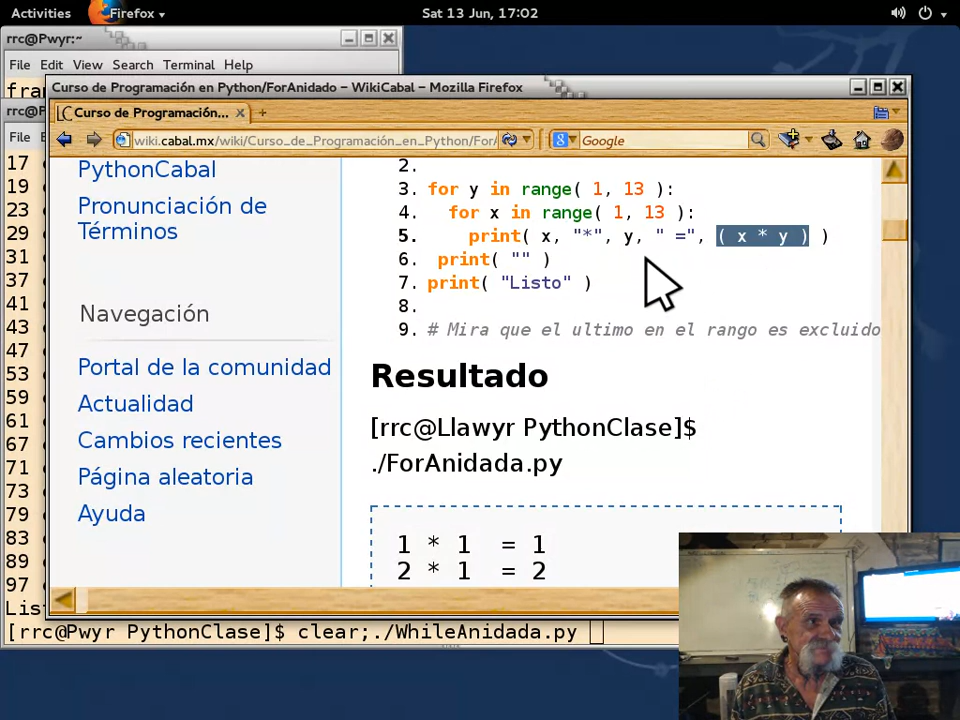 Activities Firefox Sat 13 Jun, 17:02
rrc@Pwyr:~
File Edit View Search Terminal Help
fra
rrc@P
File E
Curso de Programación en Python/ForAnidado – WikiCabal – Mozilla Firefox
Curso de Programación...
wiki.cabal.mx/wiki/Curso_de_Programación_en_Python/ForA
Google
PythonCabal
Pronunciación de
Términos
Navegación
Portal de la comunidad
Actualidad
Cambios recientes
Página aleatoria
Ayuda
2.
3. for y in range( 1, 13 ):
4. for x in range( 1, 13 ):
5. print( x, "*", y, " =", ( x * y ) )
6. print( "" )
7. print( "Listo" )
8.
9. # Mira que el ultimo en el rango es excluido
Resultado
[rrc@Llawyr PythonClase]$
./ForAnidada.py
1 * 1 = 1
2 * 1 = 2
17
19
23
29
31
37
41
43
47
53
59
61
67
71
73
79
83
89
97
Lis
[rrc@Pwyr PythonClase]$ clear;./WhileAnidada.py